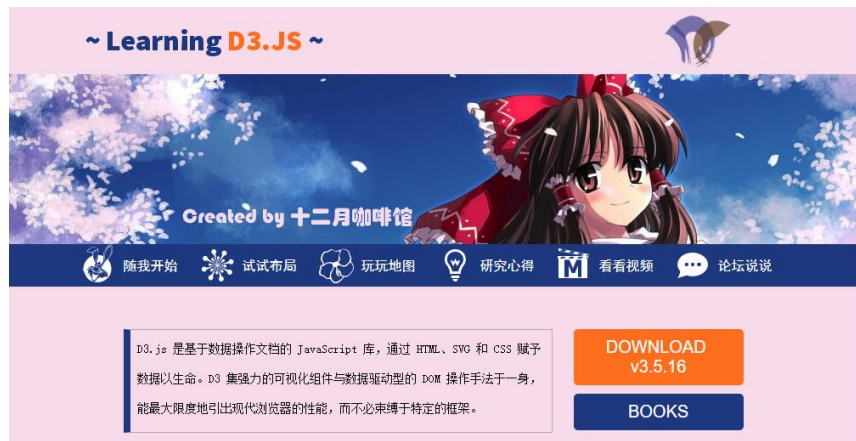 ~ Learning D3.JS ~
Created by 十二月咖啡馆
随我开始 试试布局 玩玩地图 研究心得 M 看看视频 论坛说说
D3.js 是基于数据操作文档的 JavaScript 库，通过 HTML、SVG 和 CSS 赋予
数据以生命。D3 集强力的可视化组件与数据驱动型的 DOM 操作手法于一身，
能最大限度地引出现代浏览器的性能，而不必束缚于特定的框架。
DOWNLOAD
v3.5.16
BOOKS